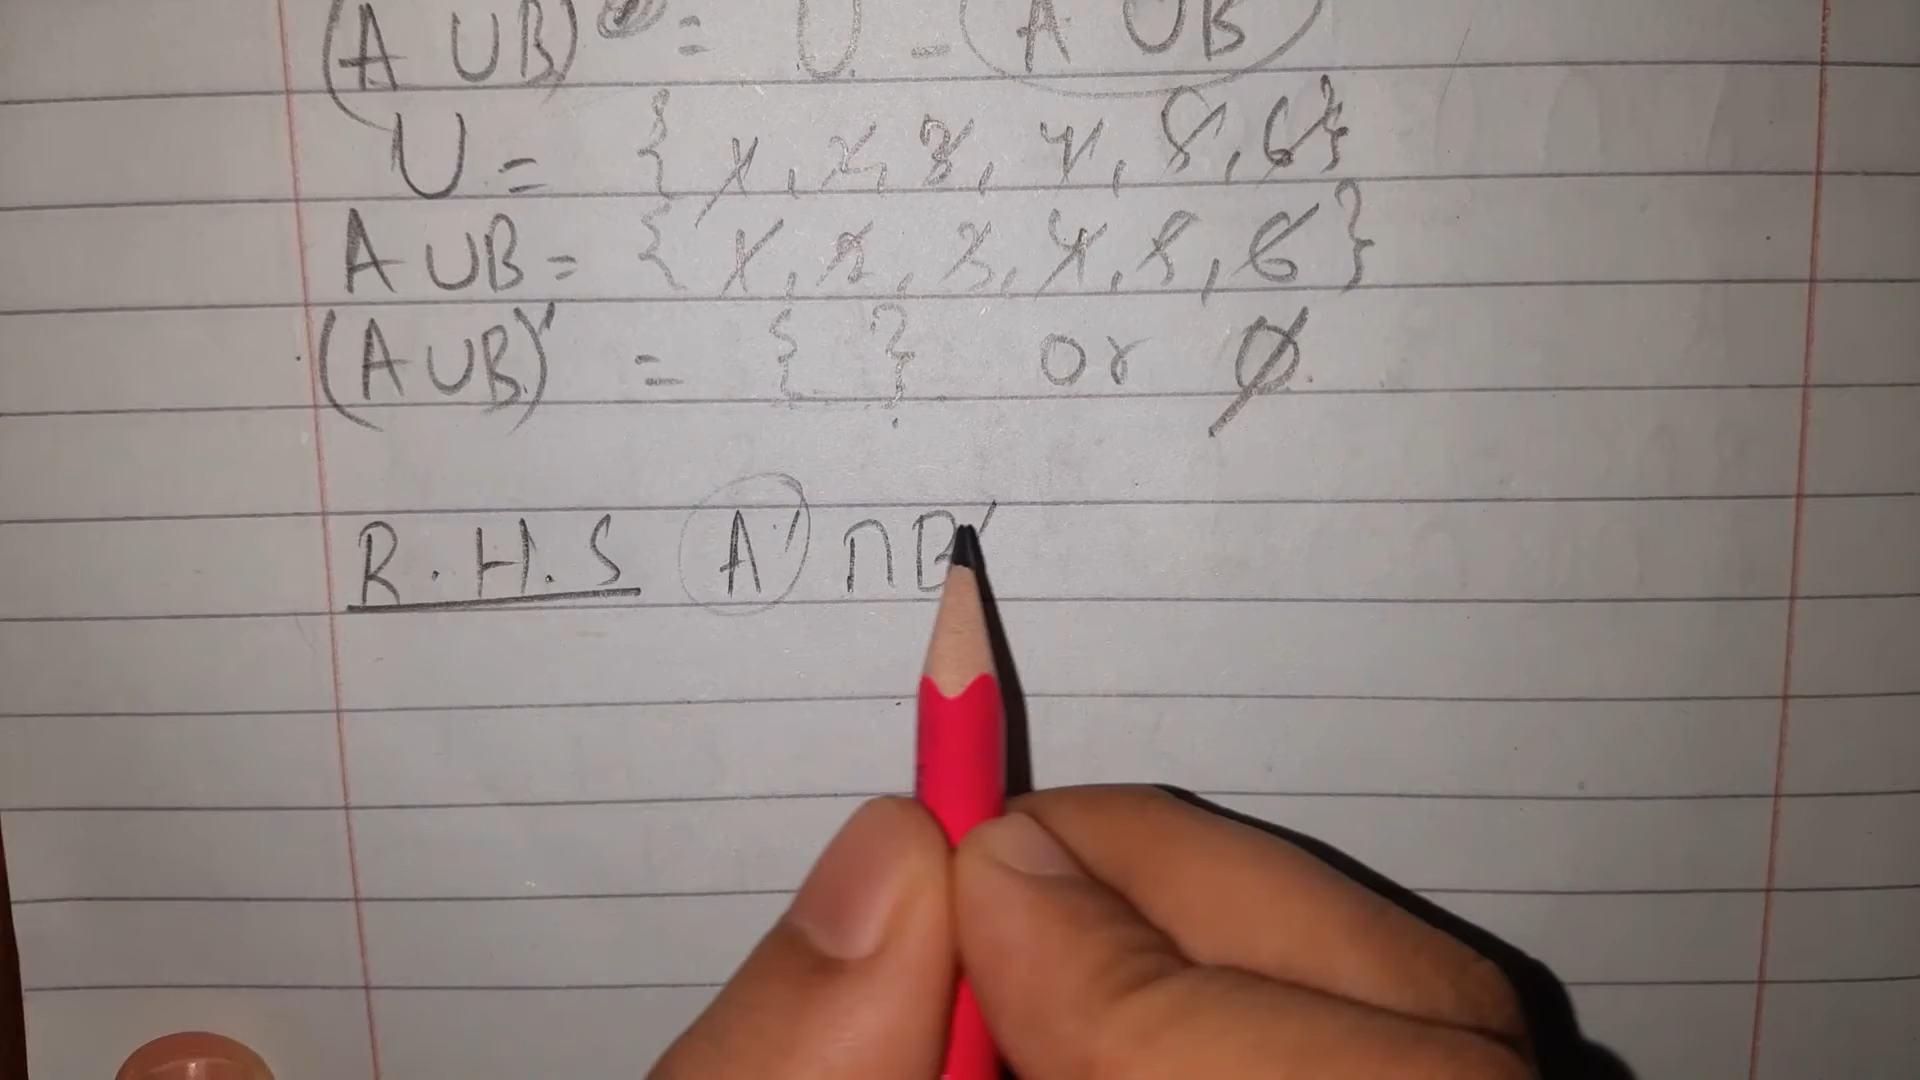 (A ∪ B)' = U - A ∪ B
U = { 1, 2, 3, 4, 5, 6 }
A ∪ B = { 1, 2, 3, 4, 5, 6 }
(A ∪ B)' = { } or ∅
R.H.S A' ∩ B'